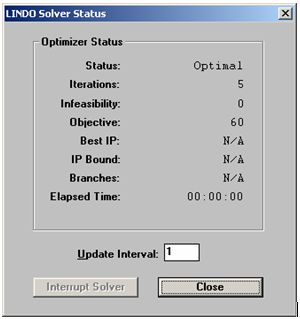 LINDO Solver Status
Optimizer Status
Status: Optimal
Iterations: 5
Infeasibility: 0
Objective: 60
Best IP: N/A
IP Bound: N/A
Branches: N/A
Elapsed Time: 00:00:00
Update Interval: 1
Interrupt Solver Close